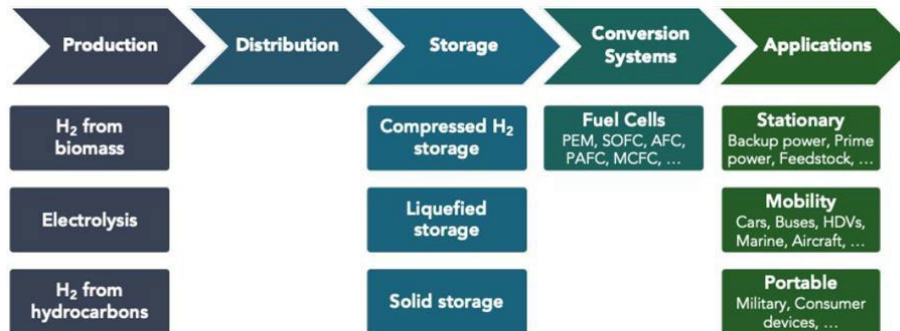 Production
Distribution
Storage
Conversion
Systems
Applications
H₂ from
biomass
Compressed H₂
storage
Fuel Cells
PEM, SOFC, AFC,
PAFC, MCFC, ...
Stationary
Backup power, Prime
power, Feedstock, ...
Electrolysis
Liquefied
storage
Mobility
Cars, Buses, HDVs,
Marine, Aircraft, ...
H₂ from
hydrocarbons
Solid storage
Portable
Military, Consumer
devices, ...